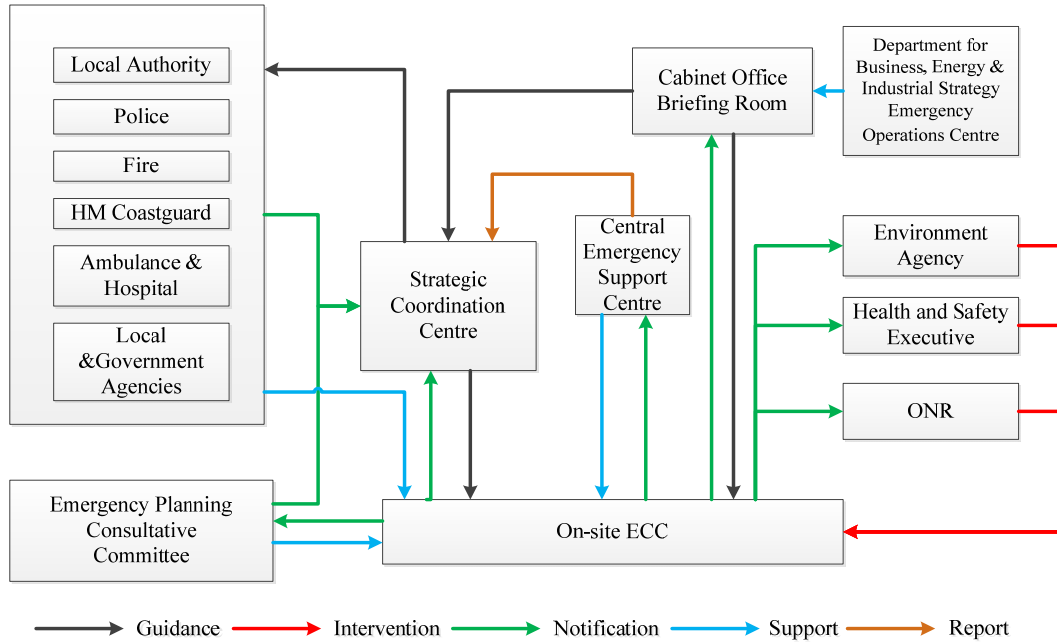 Local Authority
Police
Fire
HM Coastguard
Ambulance &
Hospital
Local
&Government
Agencies
Cabinet Office
Briefing Room
Department for
Business, Energy &
Industrial Strategy
Emergency
Operations Centre
Strategic
Coordination
Centre
Central
Emergency
Support
Centre
Environment
Agency
Health and Safety
Executive
ONR
Emergency Planning
Consultative
Committee
On-site ECC
Guidance
Intervention
Notification
Support
Report